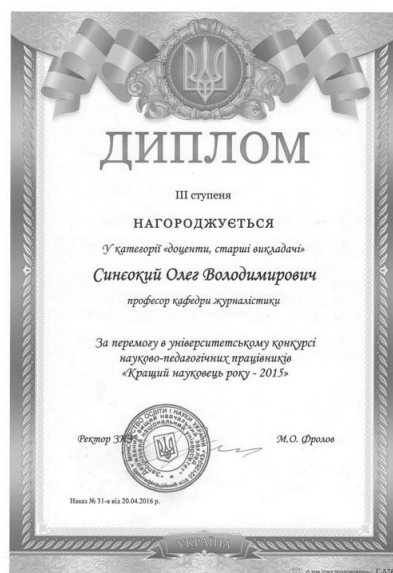 ДИПЛОМ
ІІІ ступеня
НАГОРОДЖУЄТЬСЯ
У категорії «доценти, старші викладачі»
Синєокий Олег Володимирович
професор кафедри журналістики
За перемогу в університетському конкурсі
науково-педагогічних працівників
«Кращий науковець року - 2015»
Ректор ЗНУ М.О. Фролов
Наказ № 31-в від 20.04.2016 р.
УКРАЇНА